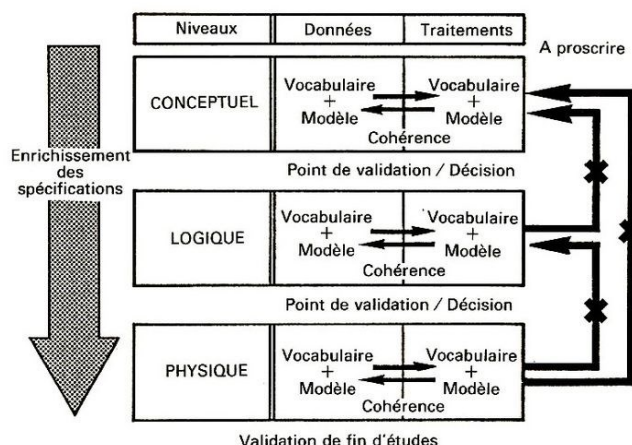 Niveaux Données Traitements
A proscrire
CONCEPTUEL
Vocabulaire + Modèle
Vocabulaire + Modèle
Cohérence
Enrichissement
des
spécifications
Point de validation / Décision
LOGIQUE
Vocabulaire + Modèle
Vocabulaire + Modèle
Cohérence
Point de validation / Décision
PHYSIQUE
Vocabulaire + Modèle
Vocabulaire + Modèle
Cohérence
Validation de fin d'études